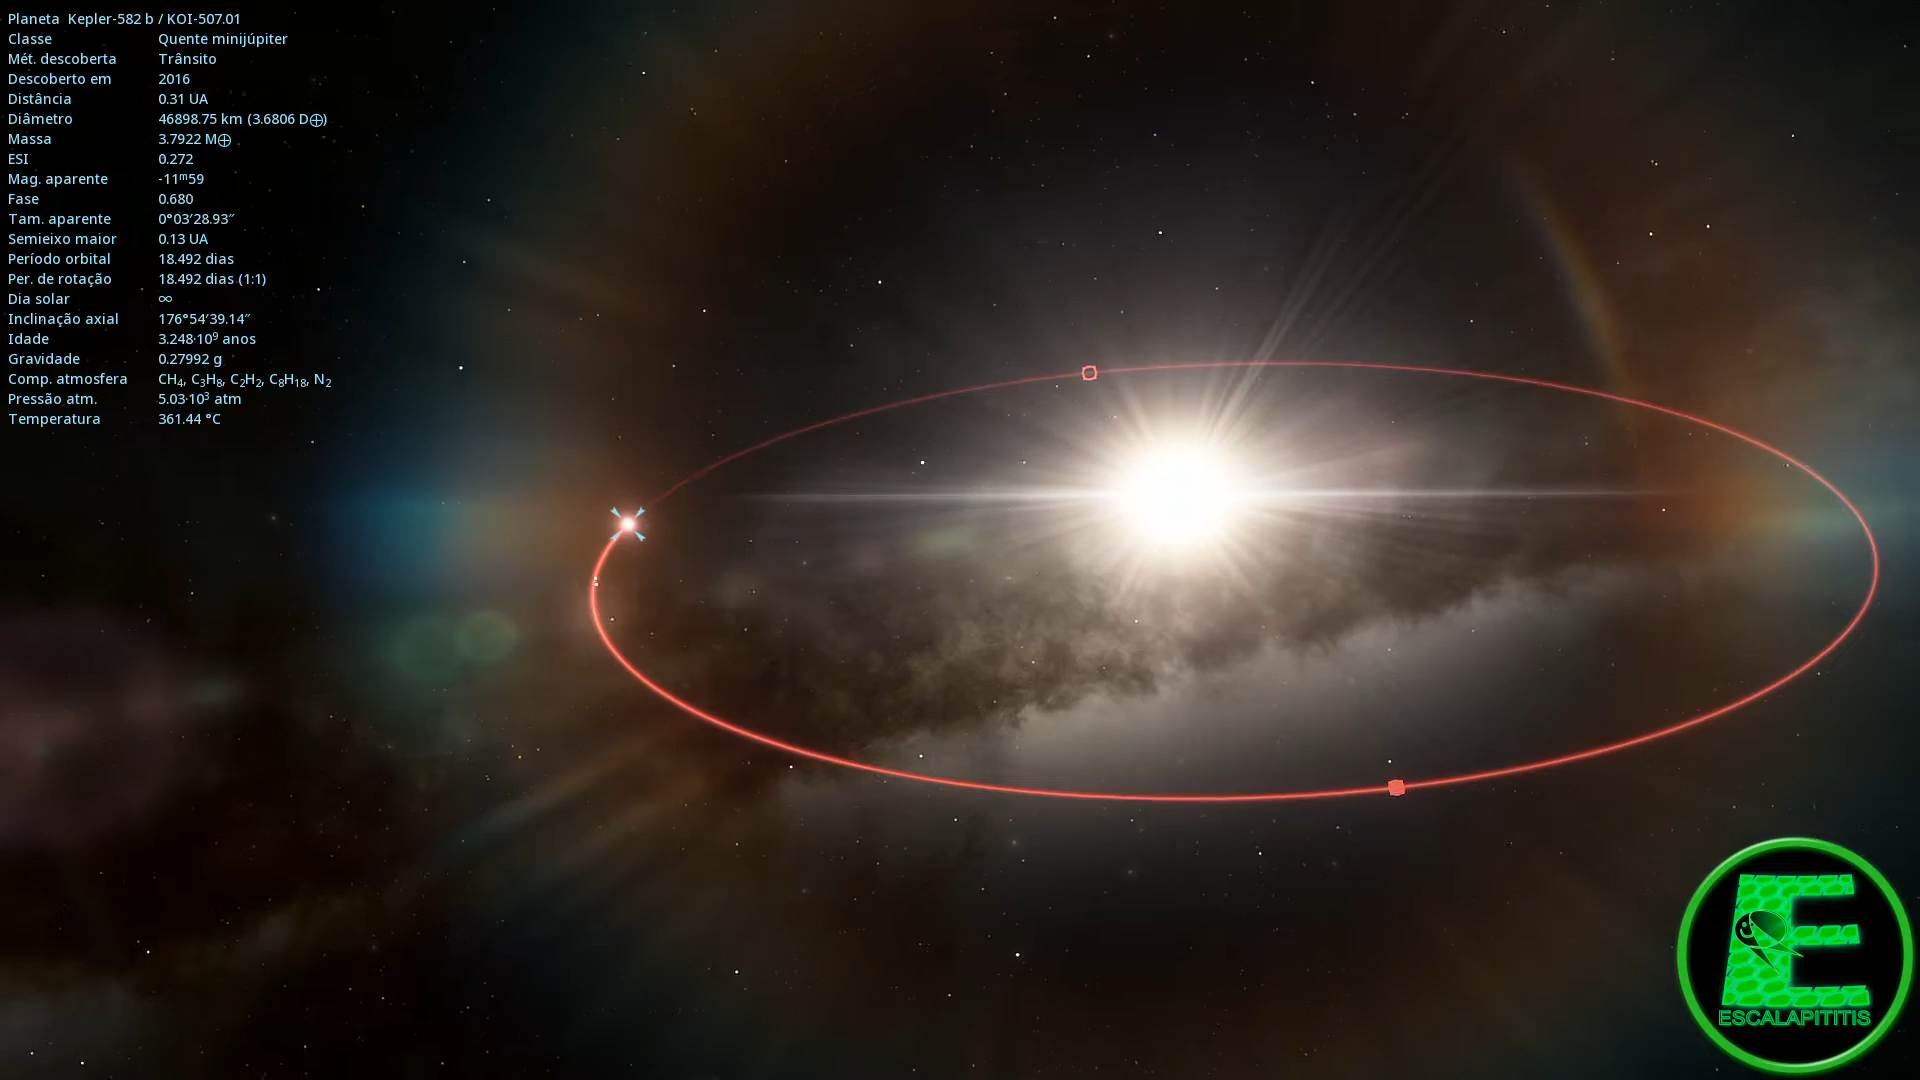 Planeta Kepler-582 b / KOI-507.01
Classe Quente minijúpiter
Mét. descoberta Trânsito
Descoberto em 2016
Distância 0.31 UA
Diâmetro 46898.75 km (3.6806 D⊕)
Massa 3.7922 M⊕
ESI 0.272
Mag. aparente -11ᵐ59
Fase 0.680
Tam. aparente 0°03′28.93″
Semieixo maior 0.13 UA
Período orbital 18.492 dias
Per. de rotação 18.492 dias (1:1)
Dia solar ∞
Inclinação axial 176°54′39.14″
Idade 3.248·10⁹ anos
Gravidade 0.27992 g
Comp. atmosfera CH₄, C₃H₈, C₂H₂, C₈H₁₈, N₂
Pressão atm. 5.03·10³ atm
Temperatura 361.44 °C
E
ESCALAPITITIS